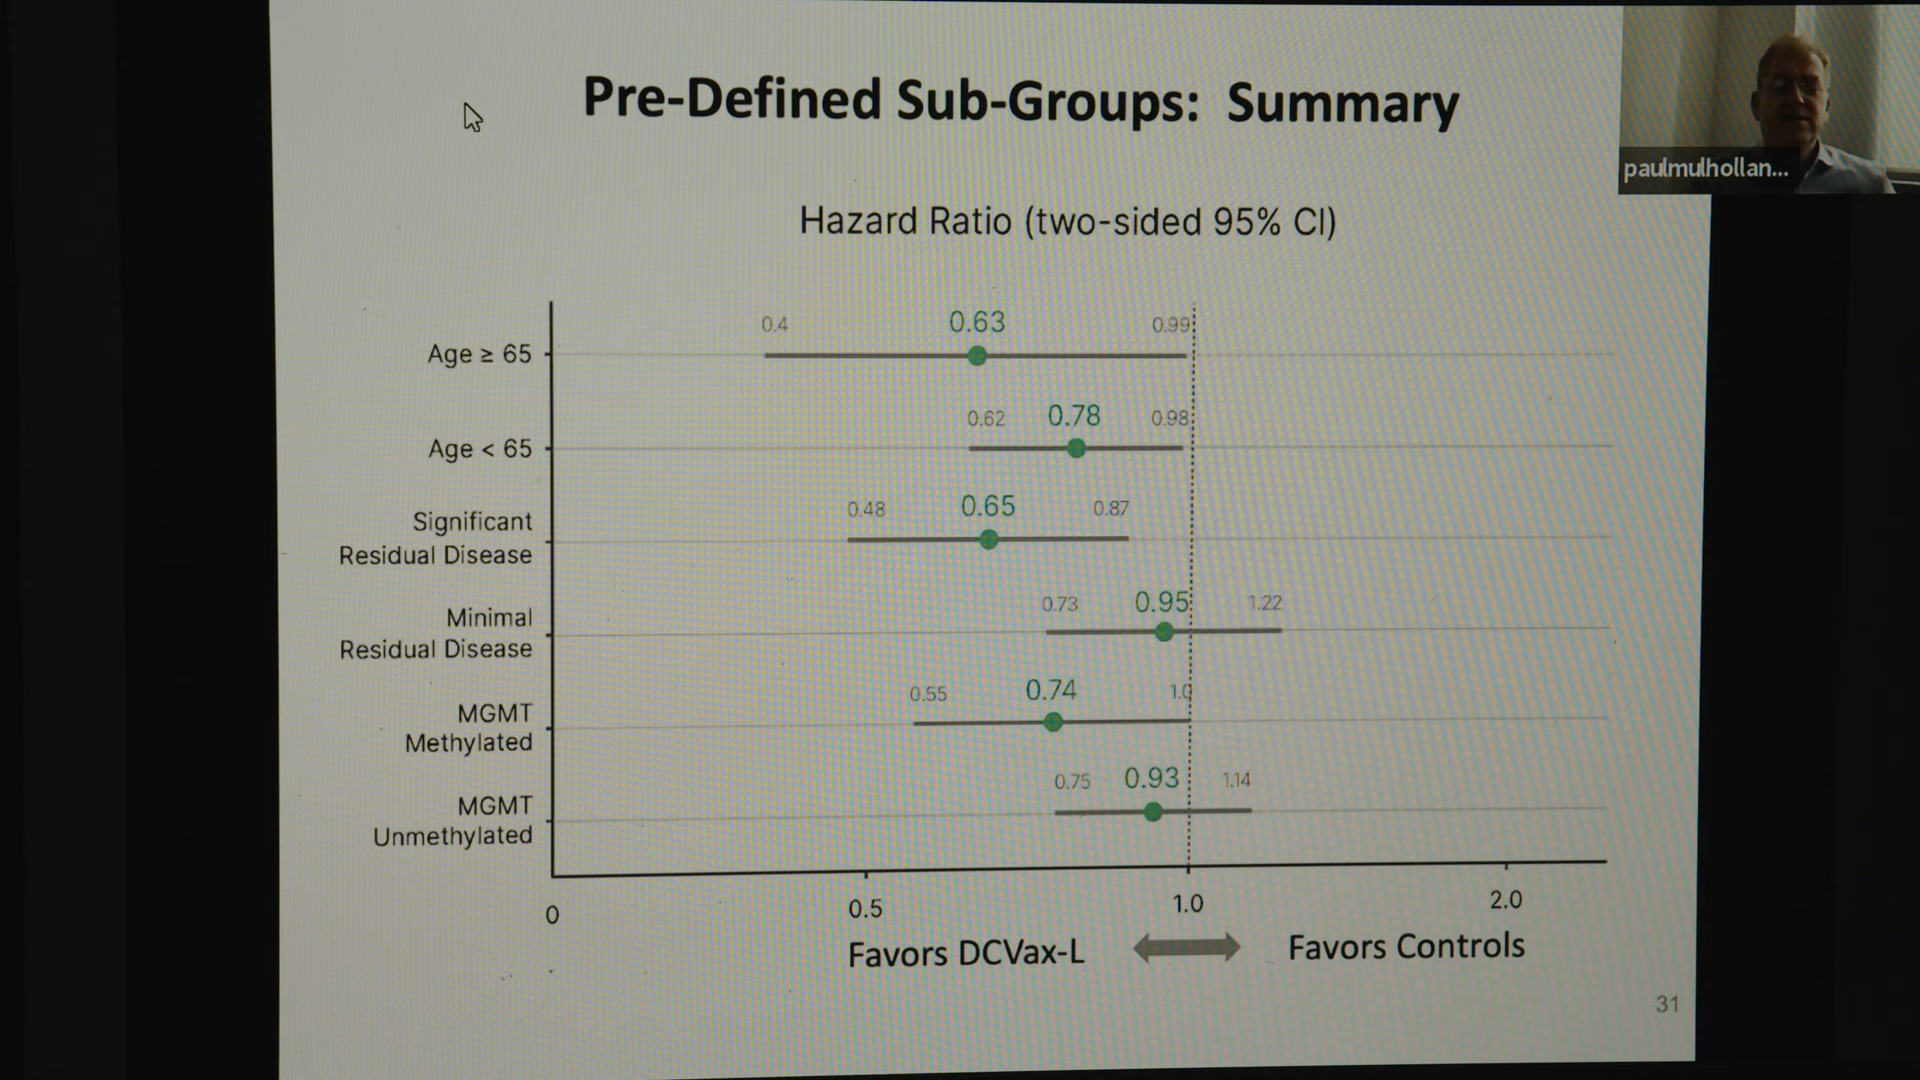 Pre-Defined Sub-Groups: Summary
paulmulhollan...
Hazard Ratio (two-sided 95% CI)
0.4 0.63 0.99
Age ≥ 65
0.62 0.78 0.98
Age < 65
0.48 0.65 0.87
Significant
Residual Disease
0.73 0.95 1.22
Minimal
Residual Disease
0.55 0.74 1.0
MGMT
Methylated
0.75 0.93 1.14
MGMT
Unmethylated
0 0.5 1.0 2.0
Favors DCVax-L Favors Controls
31